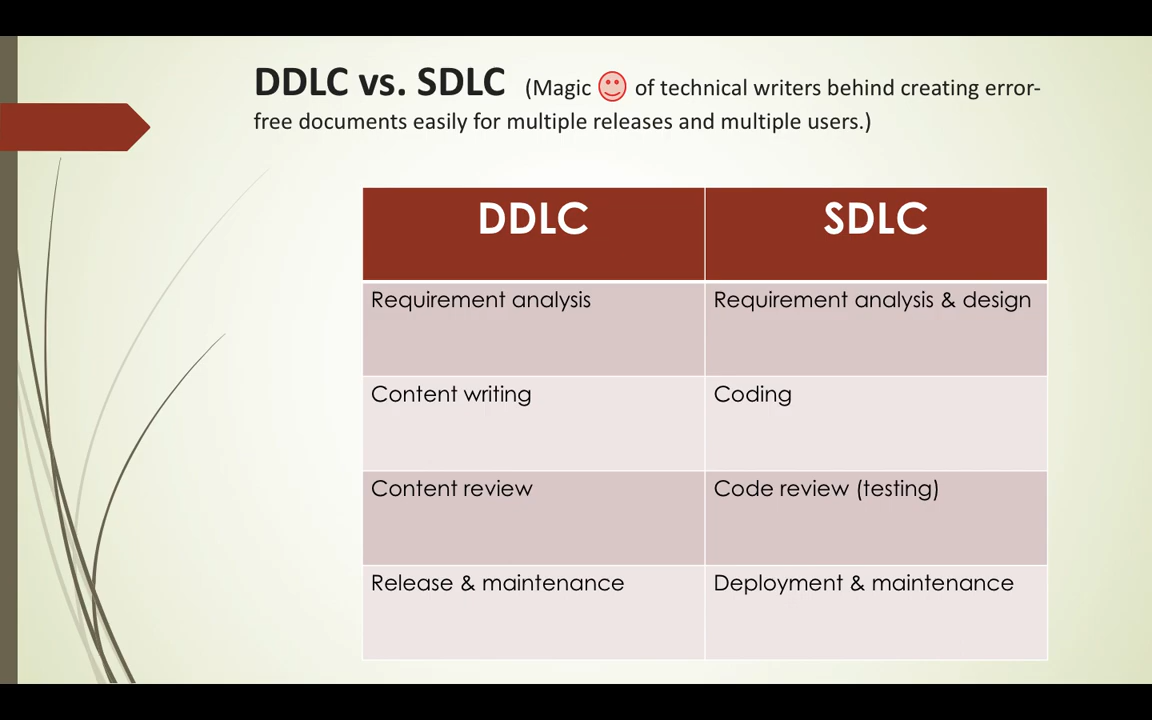 DDLC vs. SDLC (Magic of technical writers behind creating error-
free documents easily for multiple releases and multiple users.)
DDLC SDLC
Requirement analysis Requirement analysis & design
Content writing Coding
Content review Code review (testing)
Release & maintenance Deployment & maintenance